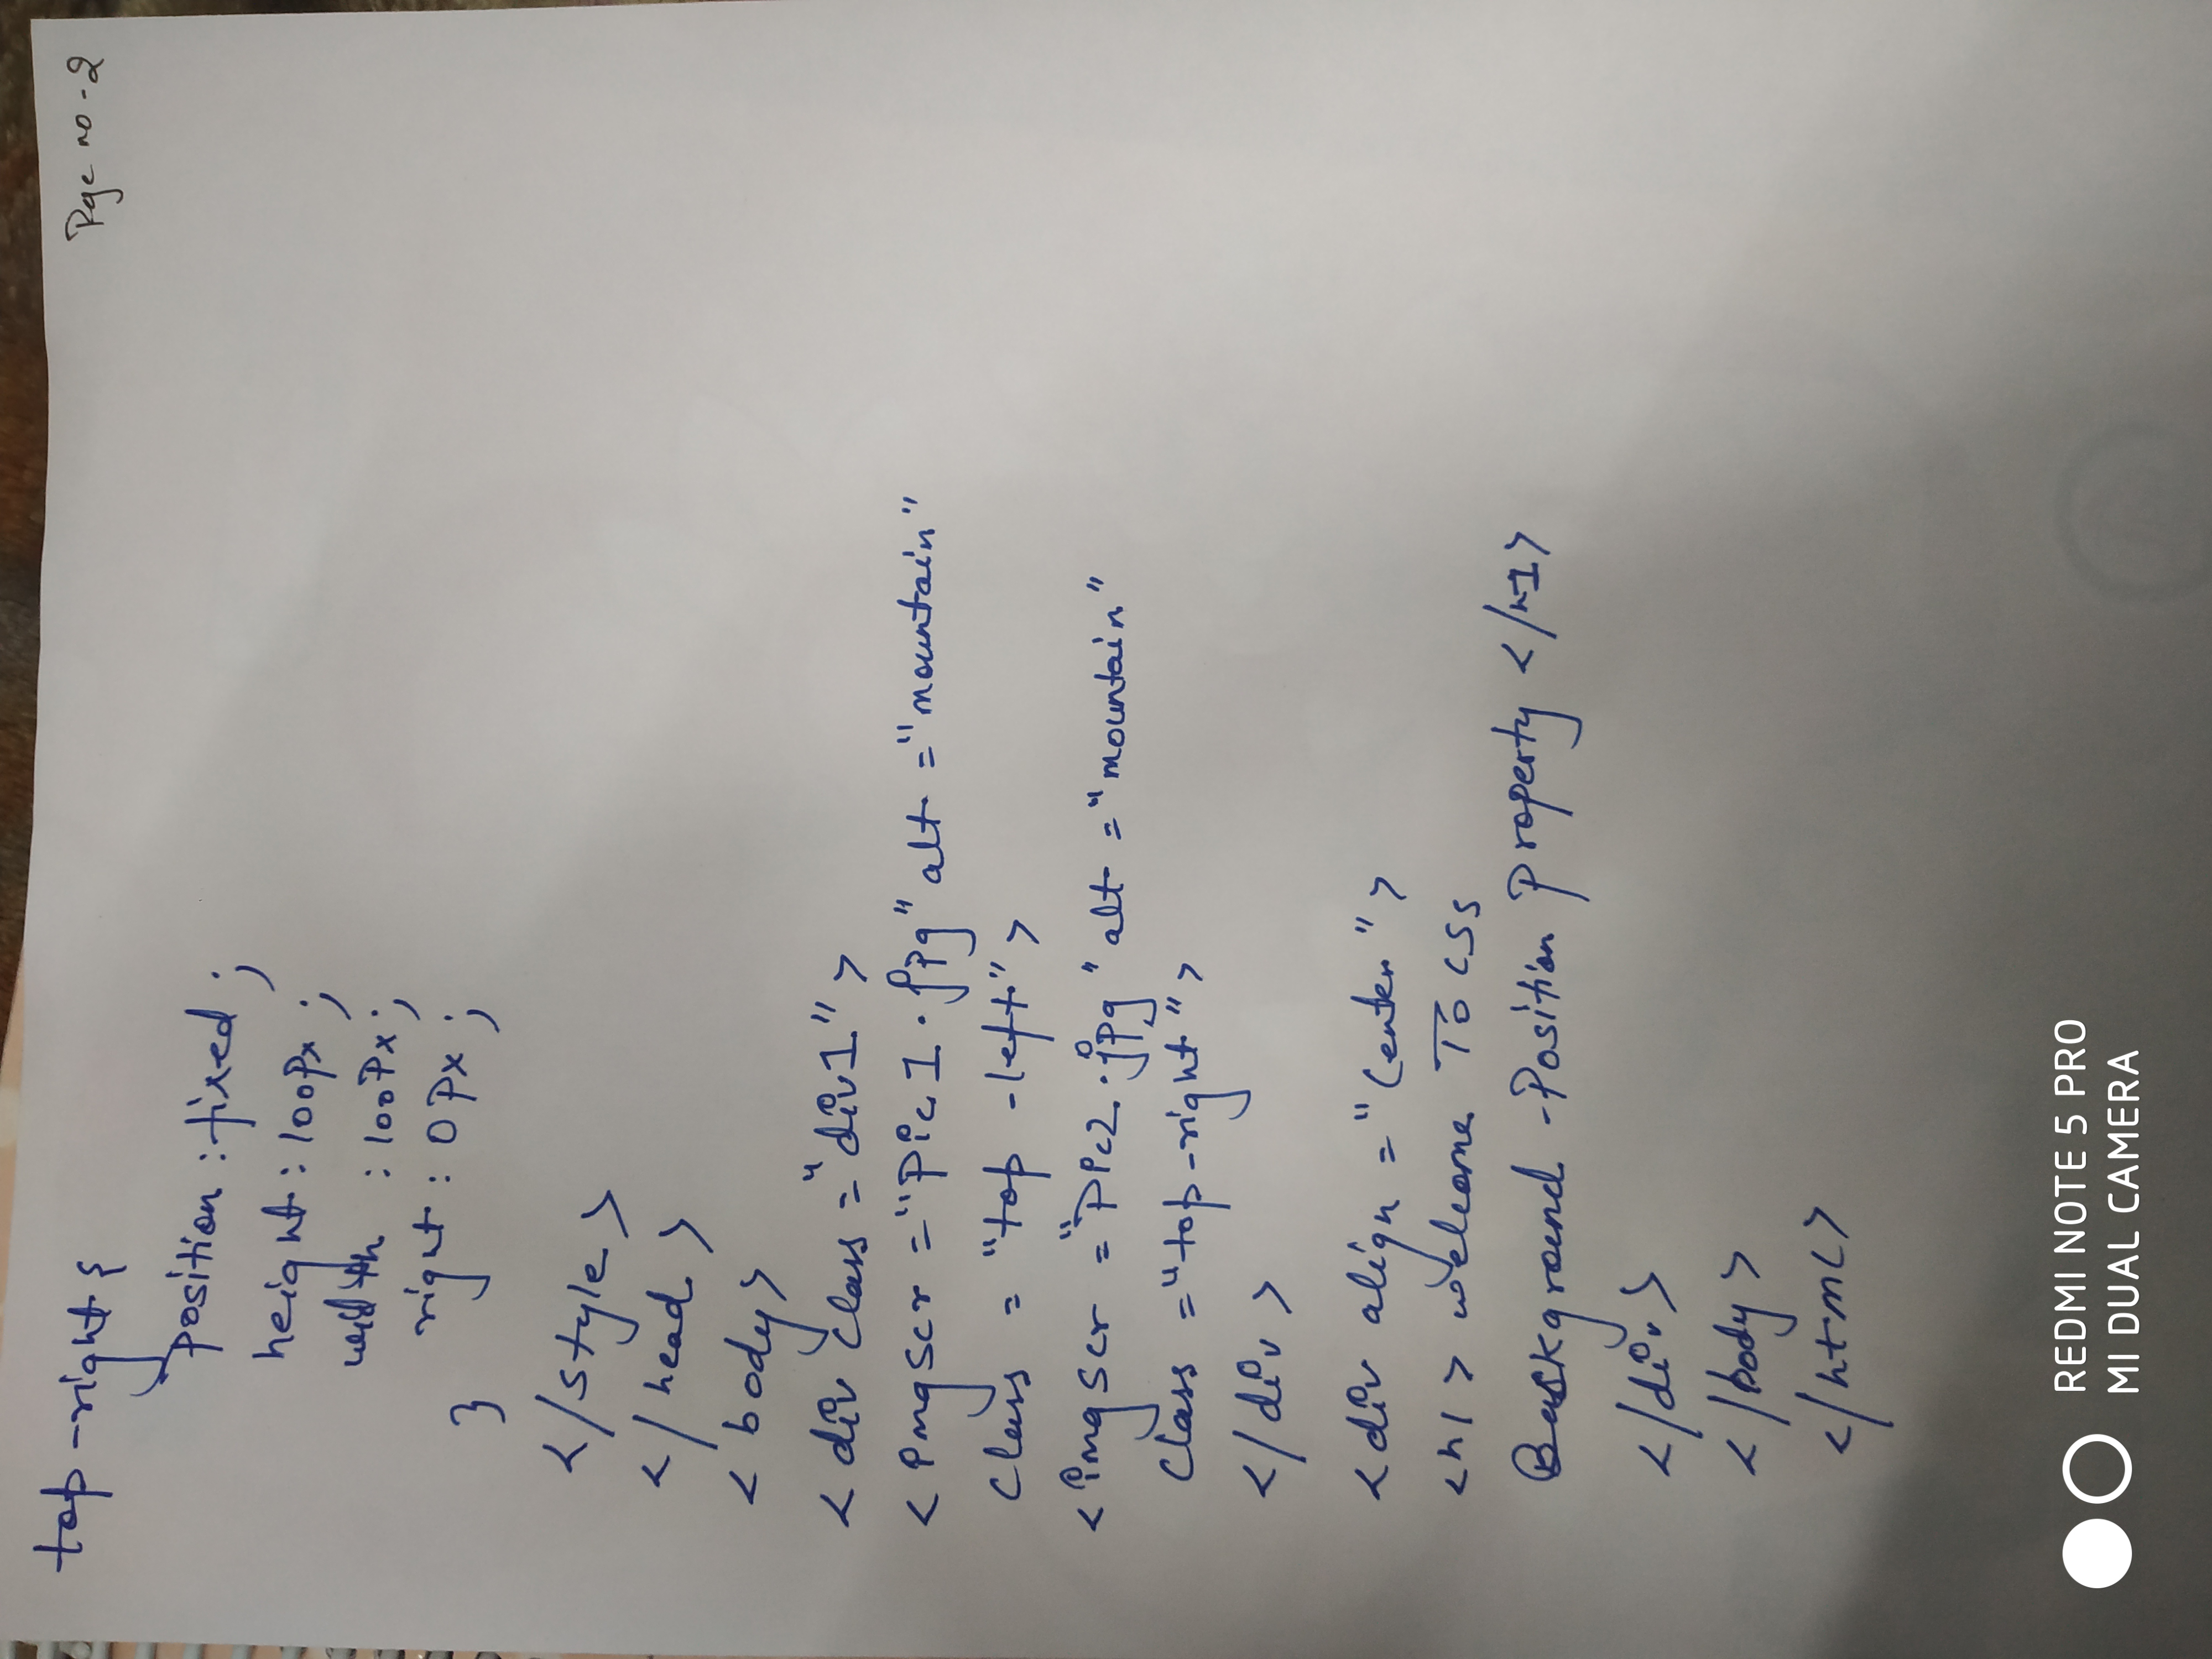 Page no-2
top-right {
position : fixed ;
height : 100px ;
width : 100Px ;
right : 0 Px ;
}
</style>
</head>
<body>
<div class = "div1">
<imgscr = "Pic1.jpg" alt = "mountain"
Class = "top-left">
<imgscr = "Pic2.jpg" alt = "mountain"
Class = "top-right">
</div>
<div align = "Center">
<h1> welcome To CSS
Background-Position Property </h1>
</div>
</body>
</html>
REDMI NOTE 5 PRO
MI DUAL CAMERA